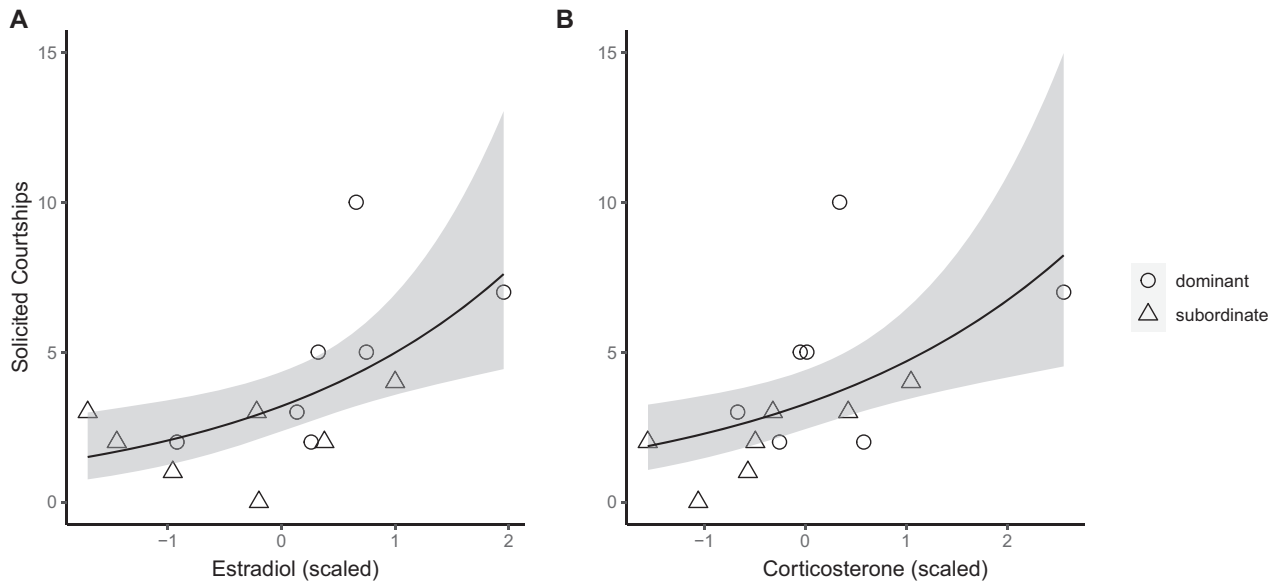 A
B
15
10
5
0
Solicited Courtships
−1
0
1
2
Estradiol (scaled)
15
10
5
0
−1
0
1
2
Corticosterone (scaled)
dominant
subordinate